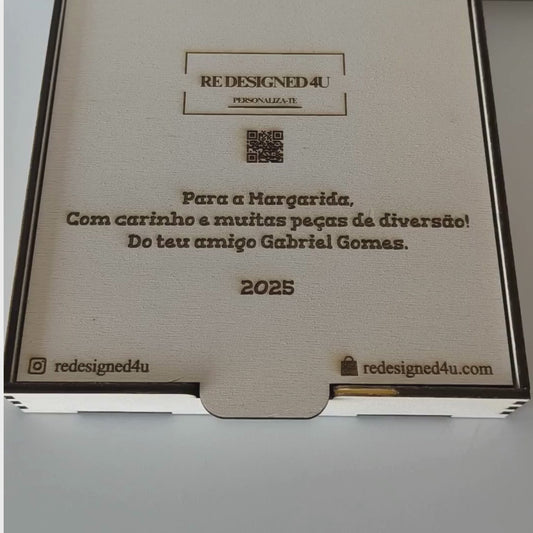 RE DESIGNED 4U
PERSONALIZA-TE
Para a Margarida,
Com carinho e muitas peças de diversão!
Do teu amigo Gabriel Gomes.
2025
redesigned4u
redesigned4u.com